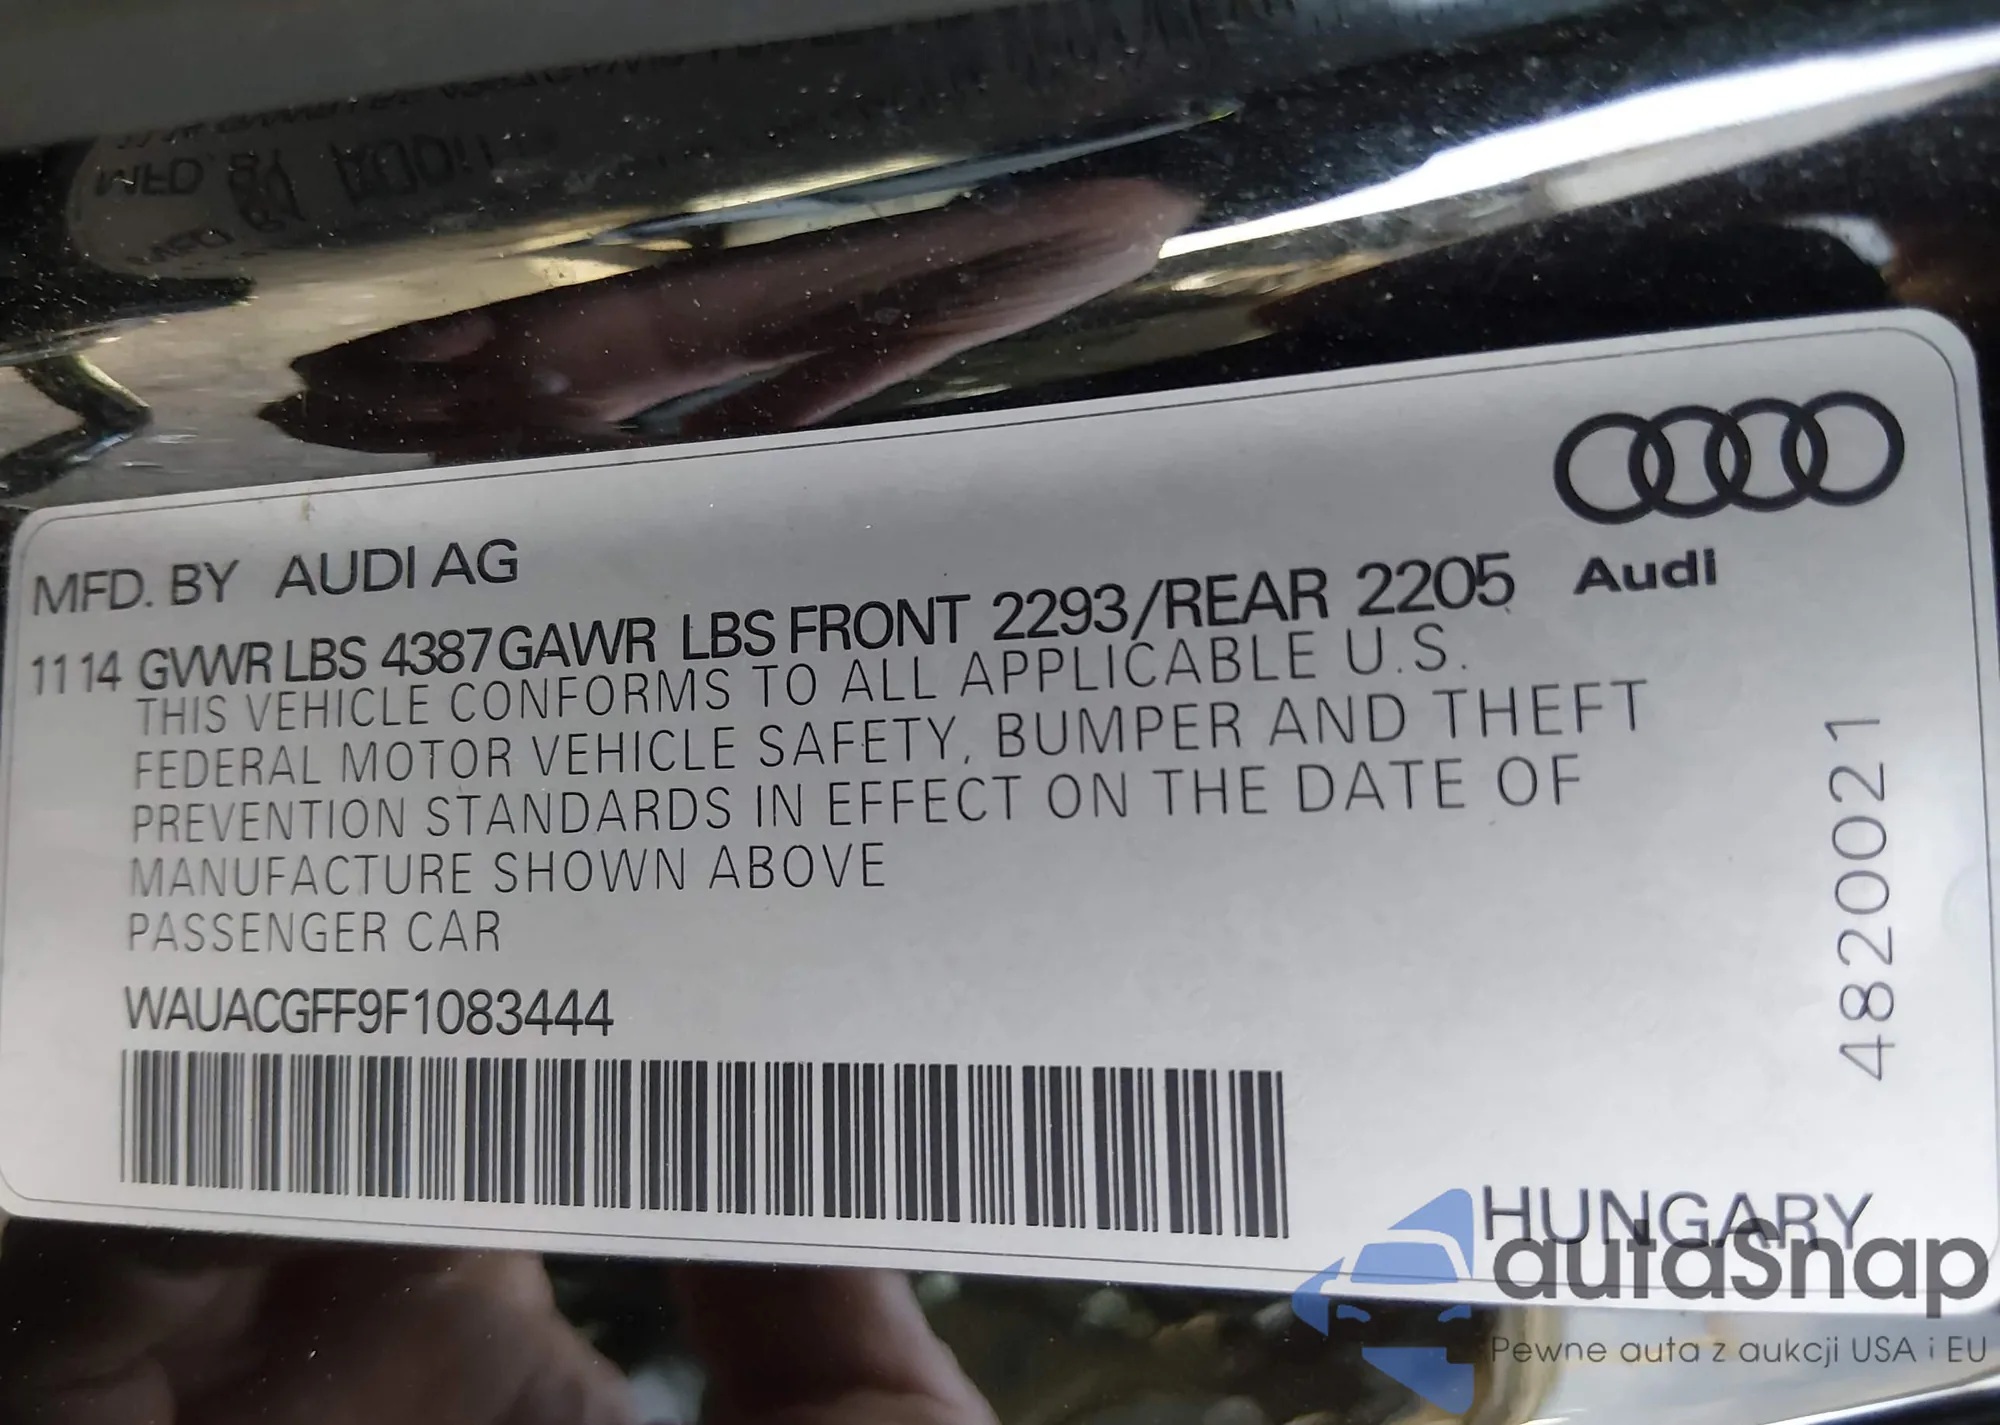 MFD. BY AUDI AG
Audi
1114 GVWR LBS 4387 GAWR LBS FRONT 2293/REAR 2205
THIS VEHICLE CONFORMS TO ALL APPLICABLE U.S.
FEDERAL MOTOR VEHICLE SAFETY, BUMPER AND THEFT
PREVENTION STANDARDS IN EFFECT ON THE DATE OF
MANUFACTURE SHOWN ABOVE
PASSENGER CAR
WAUACGFF9F1083444
4820021
HUNGARY
autaSnap
Pewne auta z aukcji USA i EU